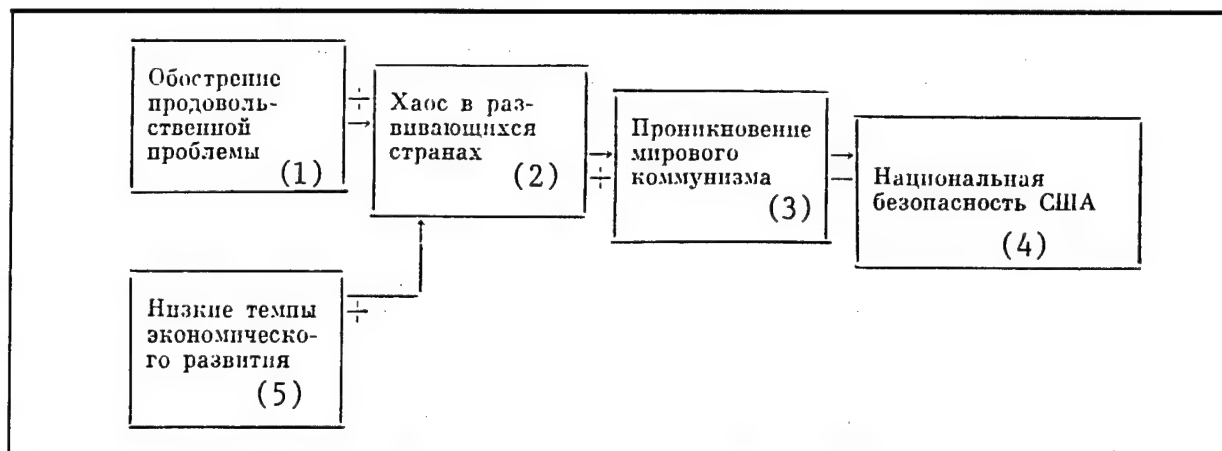 Обострение
продоволь-
ственной
проблемы
(1)
Хаос в раз-
вивающихся
странах
(2)
Проникновение
мирового
коммунизма
(3)
Национальная
безопасность США
(4)
Низкие темпы
экономическо-
го развития
(5)